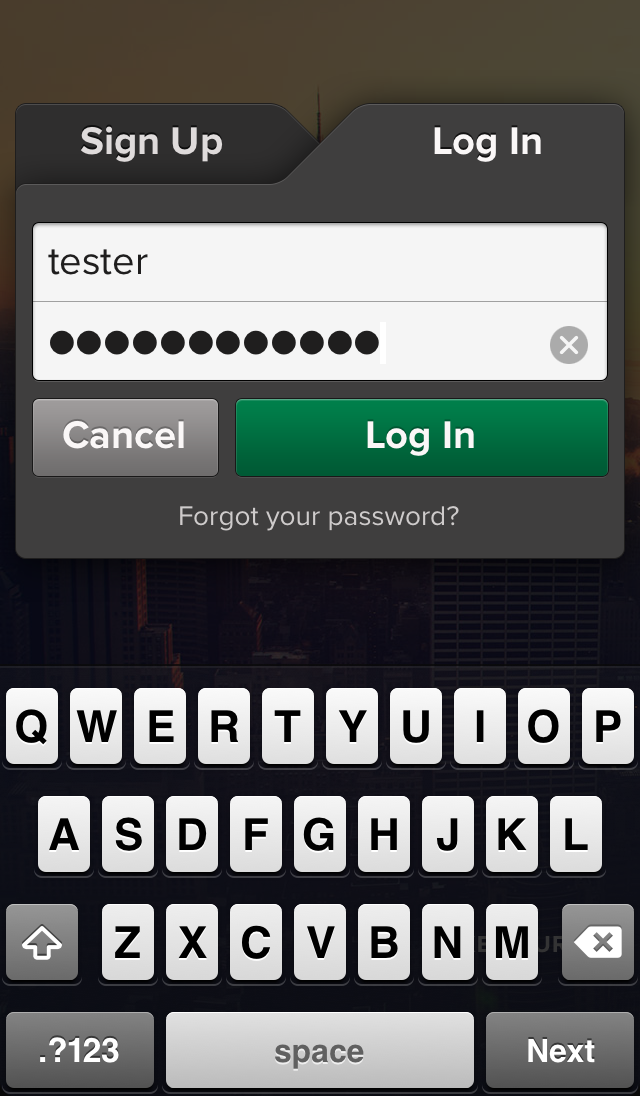 Sign Up Log In
tester
●●●●●●●●●●●●
Cancel Log In
Forgot your password?
Q W E R T Y U I O P
A S D F G H J K L
Z X C V B N M
.?123 space Next